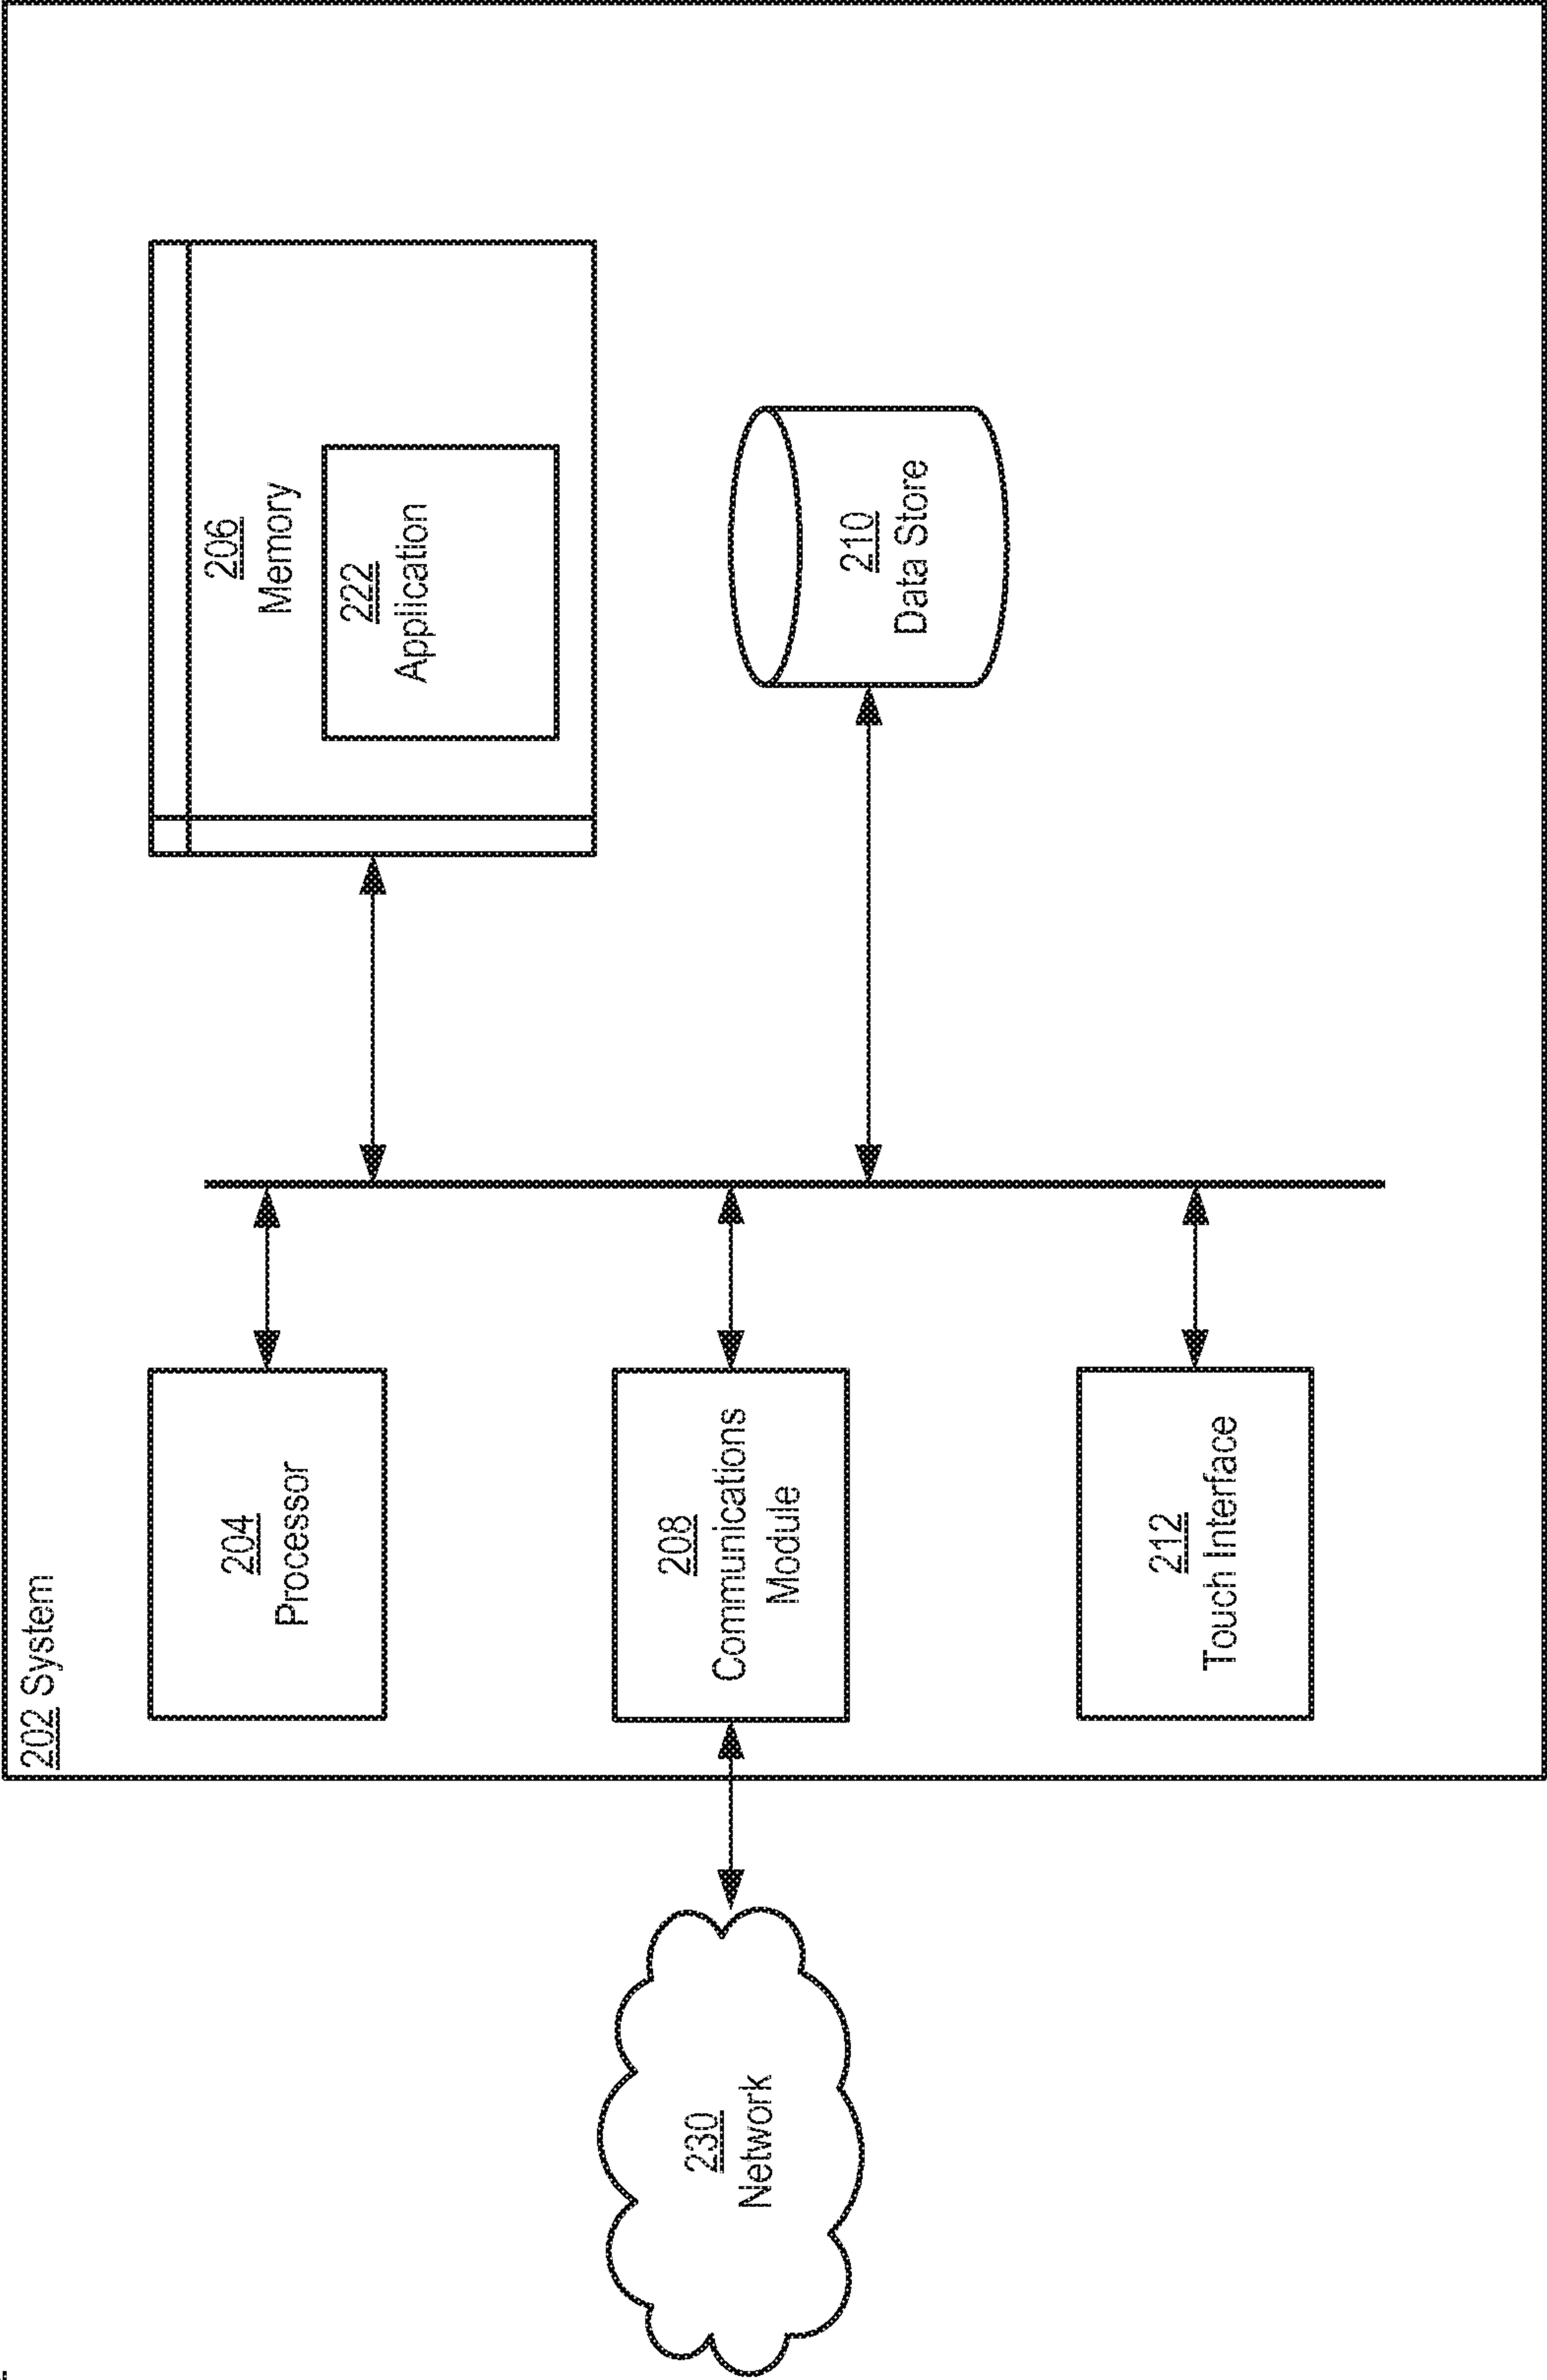 202 System
204
Processor
206
Memory
222
Application
230
Network
208
Communications
Module
210
Data Store
212
Touch Interface